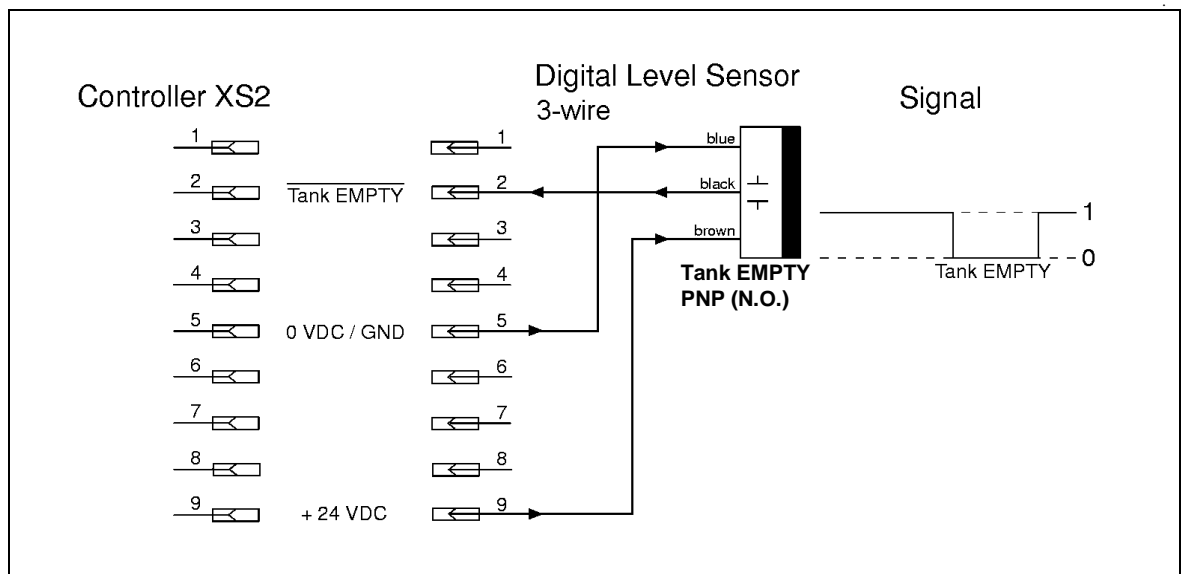 Controller XS2
Digital Level Sensor
3-wire
Signal
1
1
blue
2
Tank EMPTY
2
black
3
3
brown
1
4
4
Tank EMPTY
PNP (N.O.)
Tank EMPTY
0
5
0 VDC / GND
5
6
6
7
7
8
8
9
+ 24 VDC
9